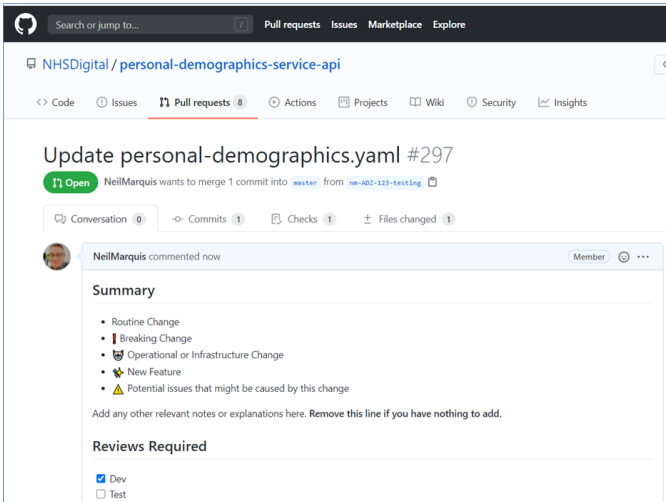 Search or jump to... /
Pull requests Issues Marketplace Explore
NHSDigital / personal-demographics-service-api
Code Issues Pull requests 8 Actions Projects Wiki Security Insights
Update personal-demographics.yaml #297
Open NeilMarquis wants to merge 1 commit into master from nm-ADZ-123-testing
Conversation 0 Commits 1 Checks 1 Files changed 1
NeilMarquis commented now Member
Summary
Routine Change
Breaking Change
Operational or Infrastructure Change
New Feature
Potential issues that might be caused by this change
Add any other relevant notes or explanations here. Remove this line if you have nothing to add.
Reviews Required
Dev
Test